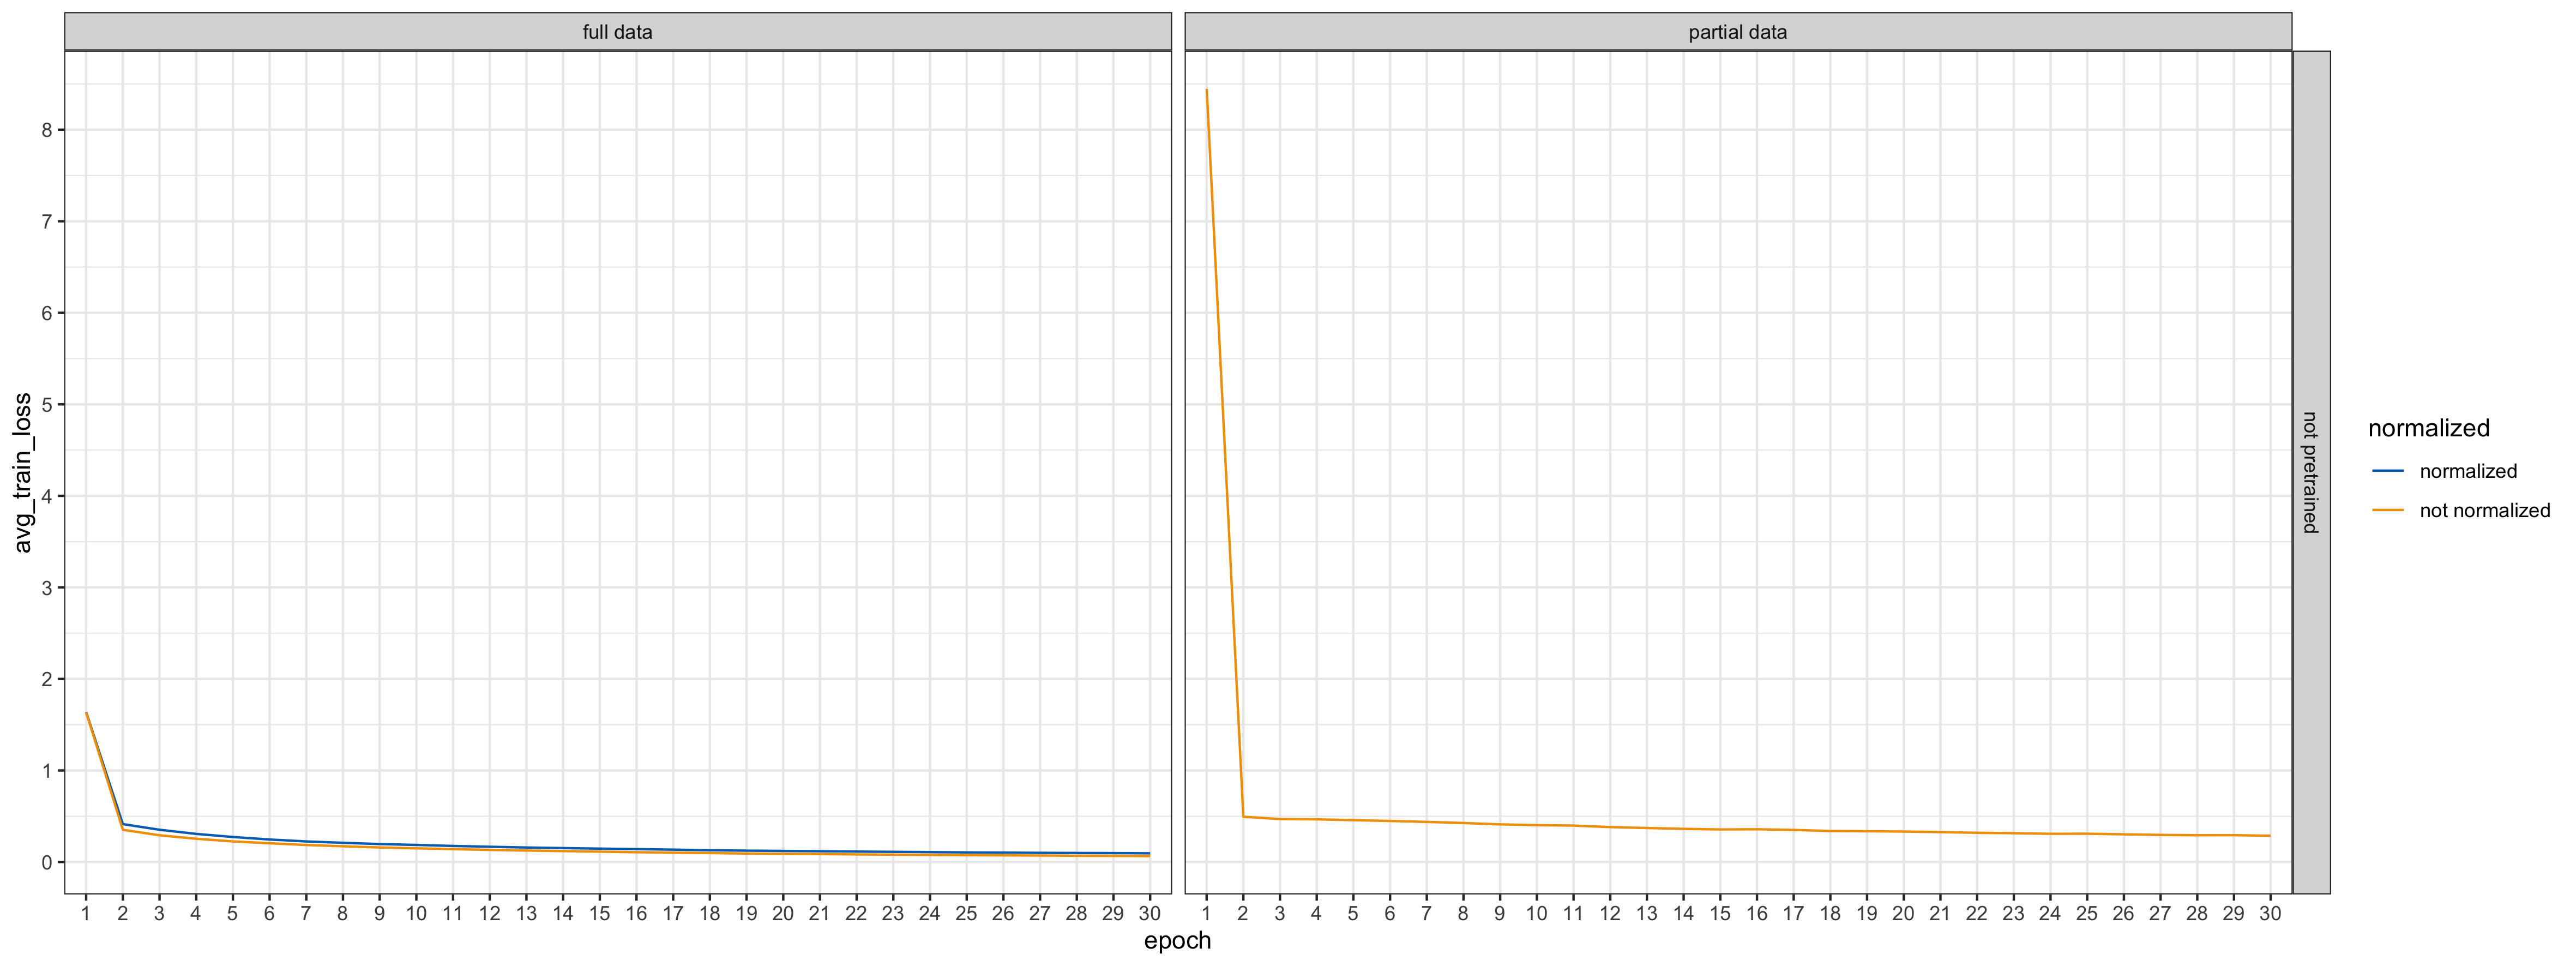 full data
partial data
not pretrained
avg_train_loss
8
7
6
5
4
3
2
1
0
1 2 3 4 5 6 7 8 9 10 11 12 13 14 15 16 17 18 19 20 21 22 23 24 25 26 27 28 29 30
1 2 3 4 5 6 7 8 9 10 11 12 13 14 15 16 17 18 19 20 21 22 23 24 25 26 27 28 29 30
epoch
normalized
normalized
not normalized